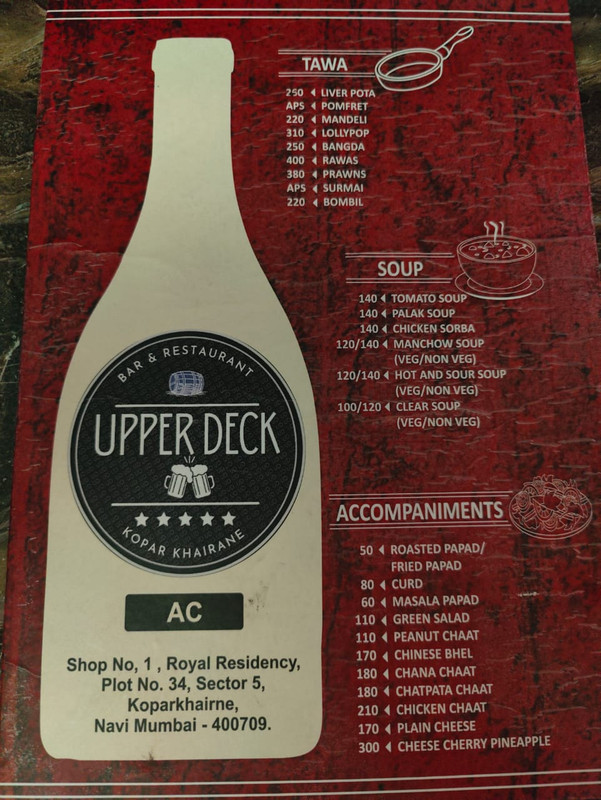 BAR & RESTAURANT
UPPER DECK
KOPAR KHAIRANE
AC
Shop No, 1 , Royal Residency,
Plot No. 34, Sector 5,
Koparkhairne,
Navi Mumbai - 400709.
TAWA
250 LIVER POTA
APS POMFRET
220 MANDELI
310 LOLLYPOP
250 BANGDA
400 RAWAS
380 PRAWNS
APS SURMAI
220 BOMBIL
SOUP
140 TOMATO SOUP
140 PALAK SOUP
140 CHICKEN SORBA
120/140 MANCHOW SOUP
(VEG/NON VEG)
120/140 HOT AND SOUR SOUP
(VEG/NON VEG)
100/120 CLEAR SOUP
(VEG/NON VEG)
ACCOMPANIMENTS
50 ROASTED PAPAD/
FRIED PAPAD
80 CURD
60 MASALA PAPAD
110 GREEN SALAD
110 PEANUT CHAAT
170 CHINESE BHEL
180 CHANA CHAAT
180 CHATPATA CHAAT
210 CHICKEN CHAAT
170 PLAIN CHEESE
300 CHEESE CHERRY PINEAPPLE